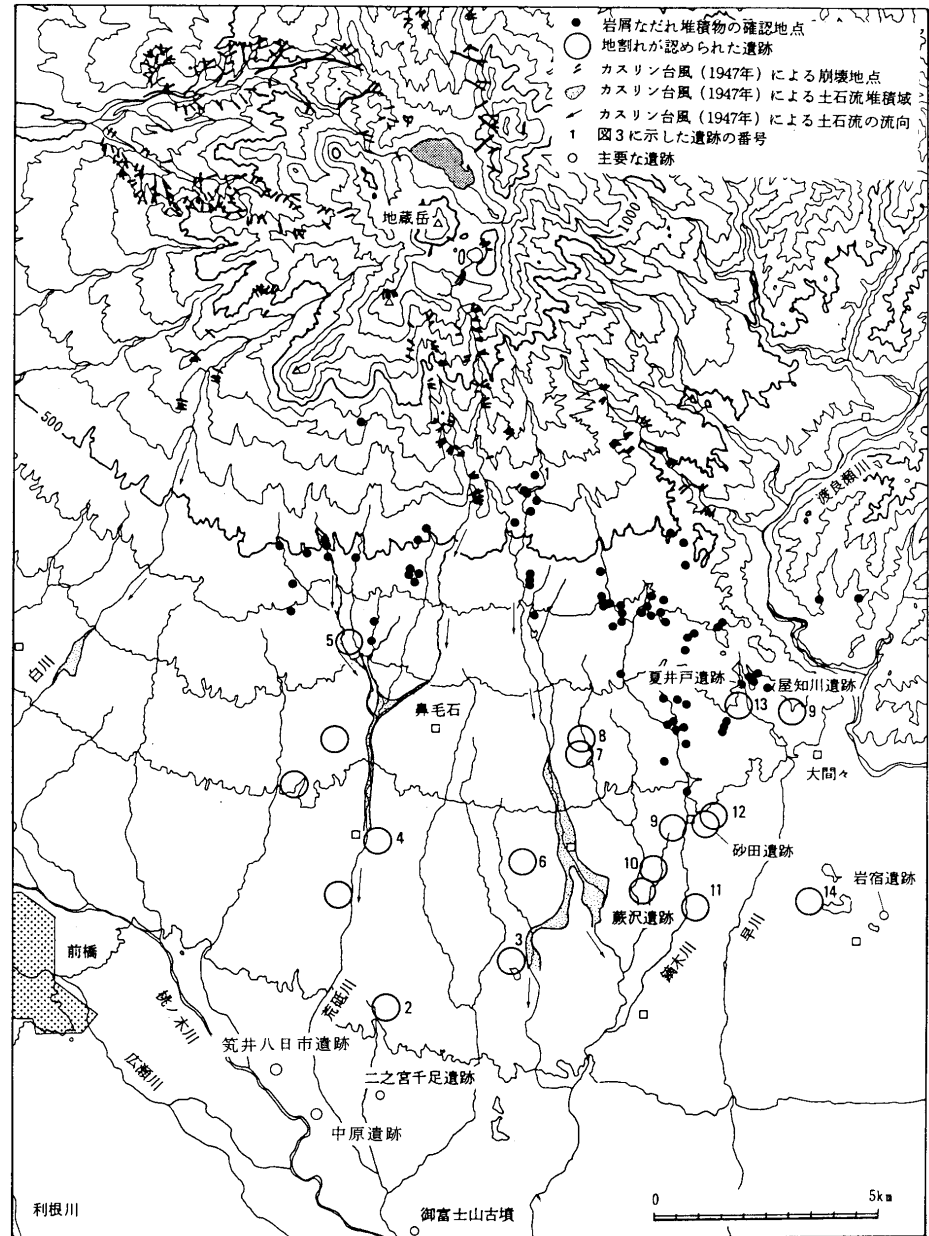 岩屑なだれ堆積物の確認地点
地割れが認められた遺跡
カスリン台風(1947年)による崩壊地点
カスリン台風(1947年)による土石流堆積域
カスリン台風(1947年)による土石流の流向
1 図3に示した遺跡の番号
主要な遺跡
地蔵岳
1000
500
渡良瀬川
1
5
白川
鼻毛石
夏井戸遺跡
屋知川遺跡
13
9
8
7
大間々
4
9
12
砂田遺跡
6
10
蕨沢遺跡
11
岩宿遺跡
14
前橋
3
鏑木川
早川
桃ノ木川
荒砥川
2
筑井八日市遺跡
広瀬川
二之宮千足遺跡
中原遺跡
利根川
御富士山古墳
0 5km